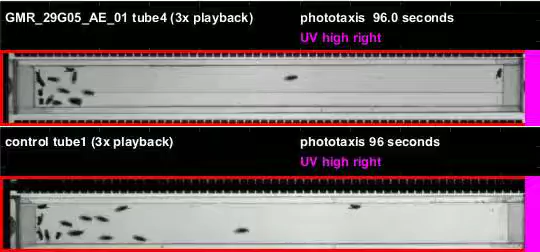 GMR_29G05_AE_01 tube4 (3x playback) phototaxis 96.0 seconds
UV high right
control tube1 (3x playback) phototaxis 96 seconds
UV high right